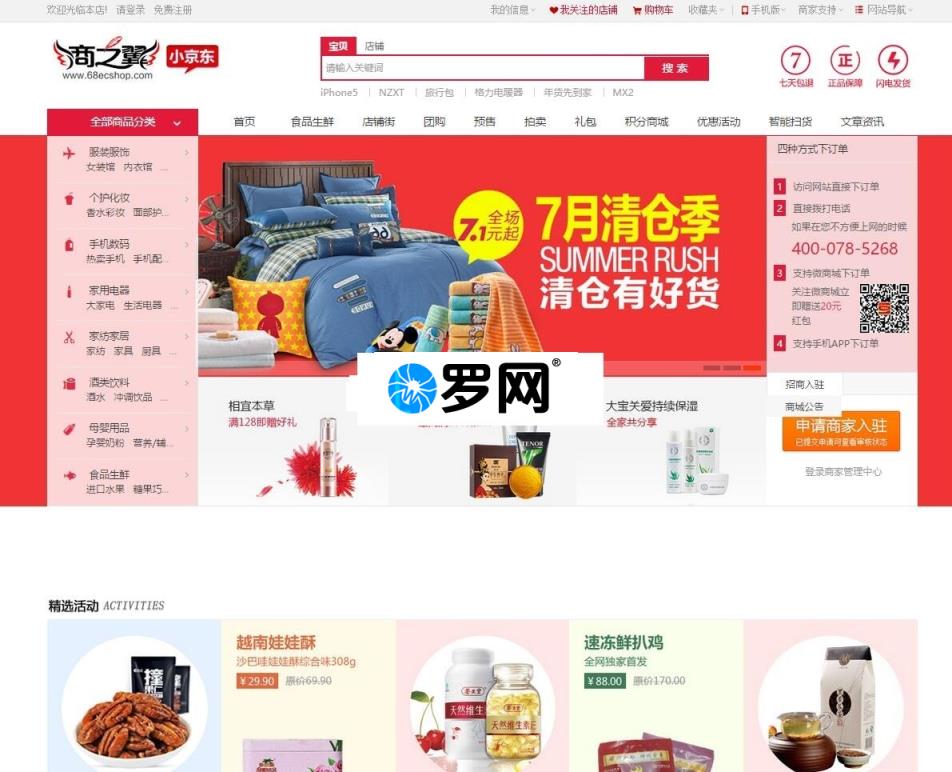 欢迎光临本店! 请登录 免费注册
我的信息 我关注的店铺 购物车 收藏夹 手机版 商家支持 网站导航
商之翼 小京东
www.68ecshop.com
宝贝 店铺
请输入关键词 搜 索
iPhone5 NZXT 旅行包 格力电暖器 年货先到家 MX2
7 正
七天包退 正品保障 闪电发货
全部商品分类 首页 食品生鲜 店铺街 团购 预售 拍卖 礼包 积分商城 优惠活动 智能扫货 文章资讯
服装服饰
女装馆 内衣馆 ...
个护化妆
香水彩妆 面部护...
手机数码
热卖手机 手机配...
家用电器
大家电 生活电器 ...
家纺家居
家纺 家具 厨具 ...
酒类饮料
酒水 冲调饮品 ...
母婴用品
孕婴奶粉 营养/辅...
食品生鲜
进口水果 糖果巧...
全场
7.1元起
7月清仓季
SUMMER RUSH
清仓有好货
四种方式下订单
1 访问网站直接下订单
2 直接拨打电话
如果在您不方便上网的时候
400-078-5268
3 支持微商城下订单
关注微商城立
即赠送20元
红包
4 支持手机APP下订单
招商入驻
商城公告
申请商家入驻
已提交申请可查看审核状态
登录商家管理中心
罗网®
相宜本草
满128即赠好礼
TENOR
大宝关爱持续保湿
全家共分享
精选活动 ACTIVITIES
越南娃娃酥
沙巴哇娃娃酥综合味308g
¥29.90 原价69.90
天然维生
天然维生素E
速冻鲜扒鸡
全网独家首发
¥88.00 原价170.00